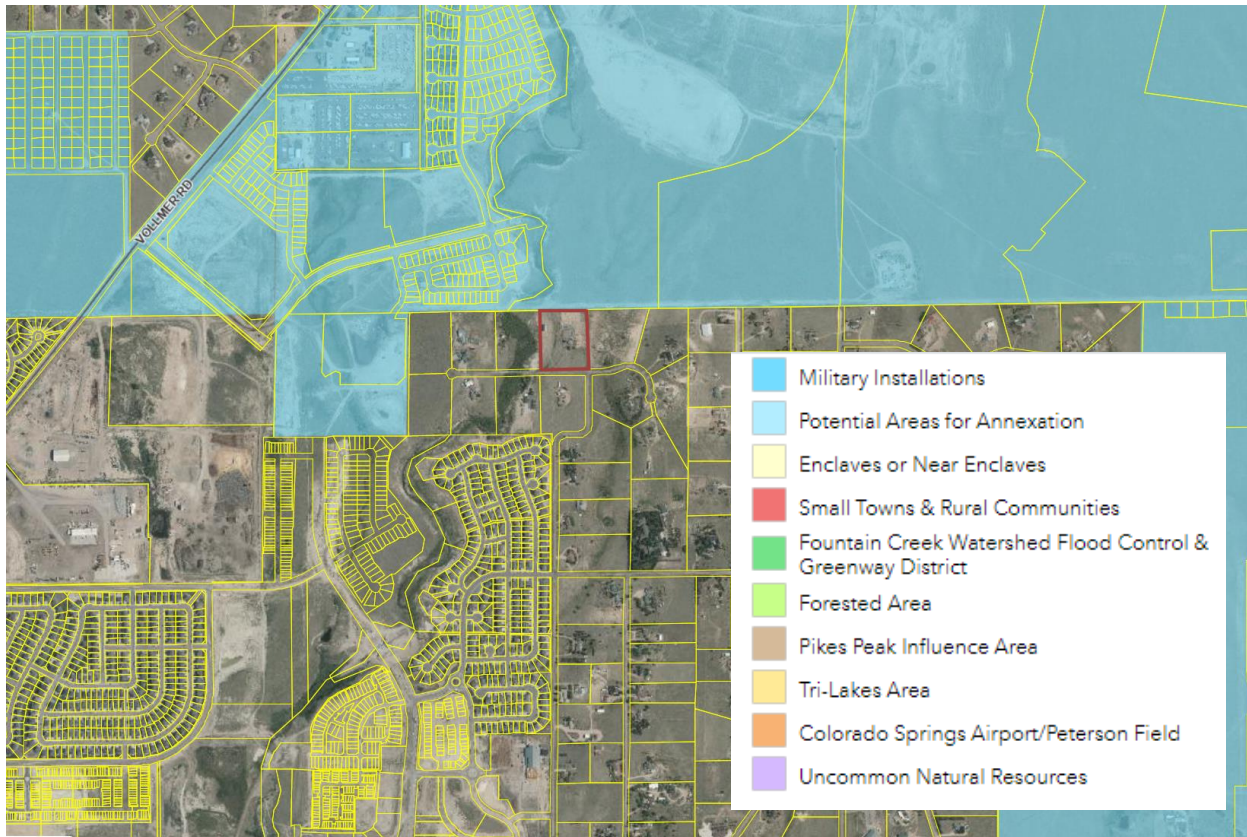 VOLLMER RD
Military Installations
Potential Areas for Annexation
Enclaves or Near Enclaves
Small Towns & Rural Communities
Fountain Creek Watershed Flood Control &
Greenway District
Forested Area
Pikes Peak Influence Area
Tri-Lakes Area
Colorado Springs Airport/Peterson Field
Uncommon Natural Resources